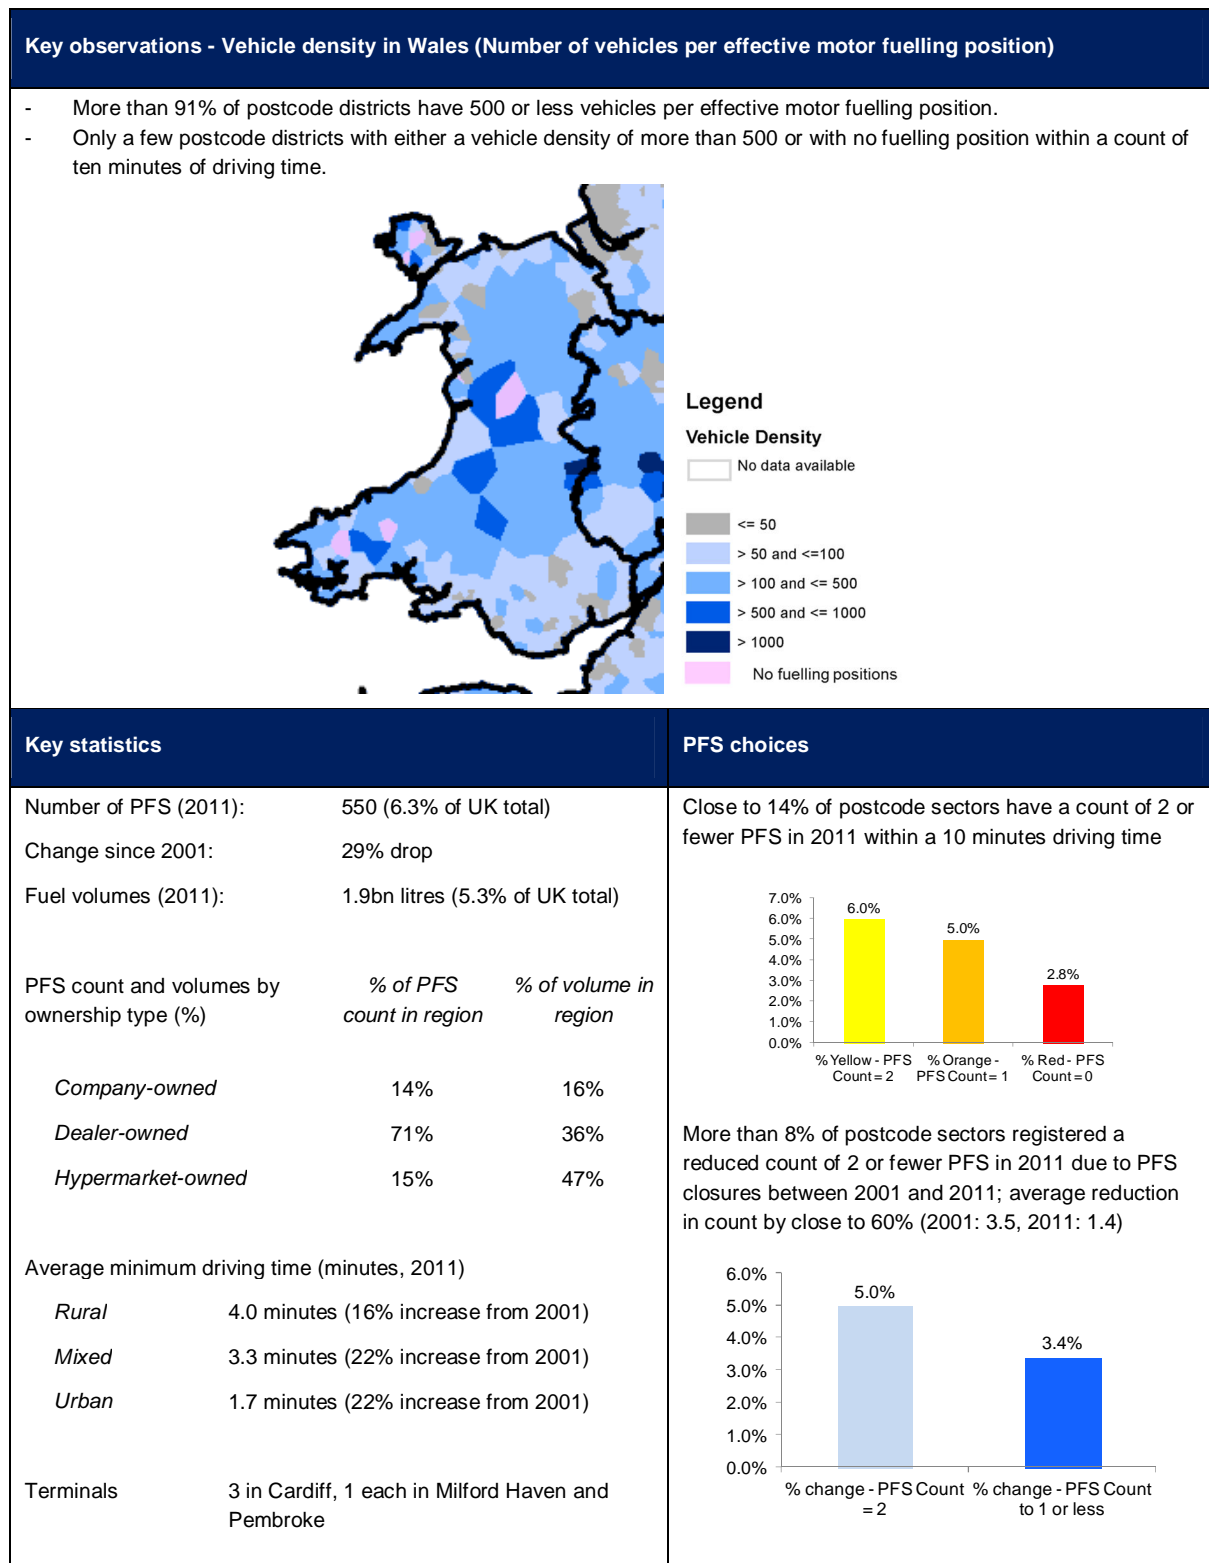 Key observations - Vehicle density in Wales (Number of vehicles per effective motor fuelling position)
- More than 91% of postcode districts have 500 or less vehicles per effective motor fuelling position.
- Only a few postcode districts with either a vehicle density of more than 500 or with no fuelling position within a count of
ten minutes of driving time.
Legend
Vehicle Density
No data available
<= 50
> 50 and <=100
> 100 and <= 500
> 500 and <= 1000
> 1000
No fuelling positions
Key statistics
Number of PFS (2011): 550 (6.3% of UK total)
Change since 2001: 29% drop
Fuel volumes (2011): 1.9bn litres (5.3% of UK total)
PFS count and volumes by % of PFS % of volume in
ownership type (%) count in region region
Company-owned 14% 16%
Dealer-owned 71% 36%
Hypermarket-owned 15% 47%
Average minimum driving time (minutes, 2011)
Rural 4.0 minutes (16% increase from 2001)
Mixed 3.3 minutes (22% increase from 2001)
Urban 1.7 minutes (22% increase from 2001)
Terminals 3 in Cardiff, 1 each in Milford Haven and
Pembroke
PFS choices
Close to 14% of postcode sectors have a count of 2 or
fewer PFS in 2011 within a 10 minutes driving time
7.0%
6.0%
5.0%
4.0%
3.0%
2.0%
1.0%
0.0%
6.0%
5.0%
2.8%
% Yellow - PFS % Orange - % Red - PFS
Count = 2 PFS Count = 1 Count = 0
More than 8% of postcode sectors registered a
reduced count of 2 or fewer PFS in 2011 due to PFS
closures between 2001 and 2011; average reduction
in count by close to 60% (2001: 3.5, 2011: 1.4)
6.0%
5.0%
4.0%
3.0%
2.0%
1.0%
0.0%
5.0%
3.4%
% change - PFS Count % change - PFS Count
= 2 to 1 or less